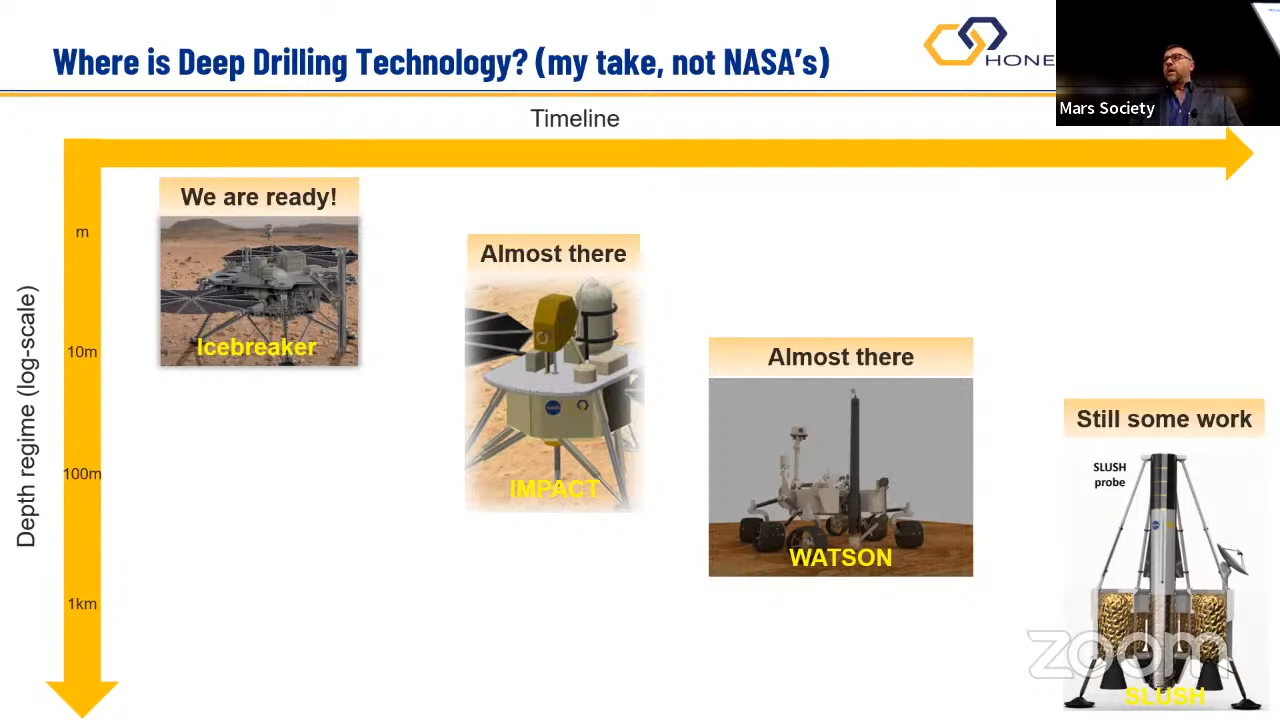 Where is Deep Drilling Technology? (my take, not NASA's)
HONE
Mars Society
Timeline
Depth regime (log-scale)
m
10m
100m
1km
We are ready!
Icebreaker
Almost there
NASA
IMPACT
Almost there
WATSON
Still some work
SLUSH
probe
zoom
SLUSH